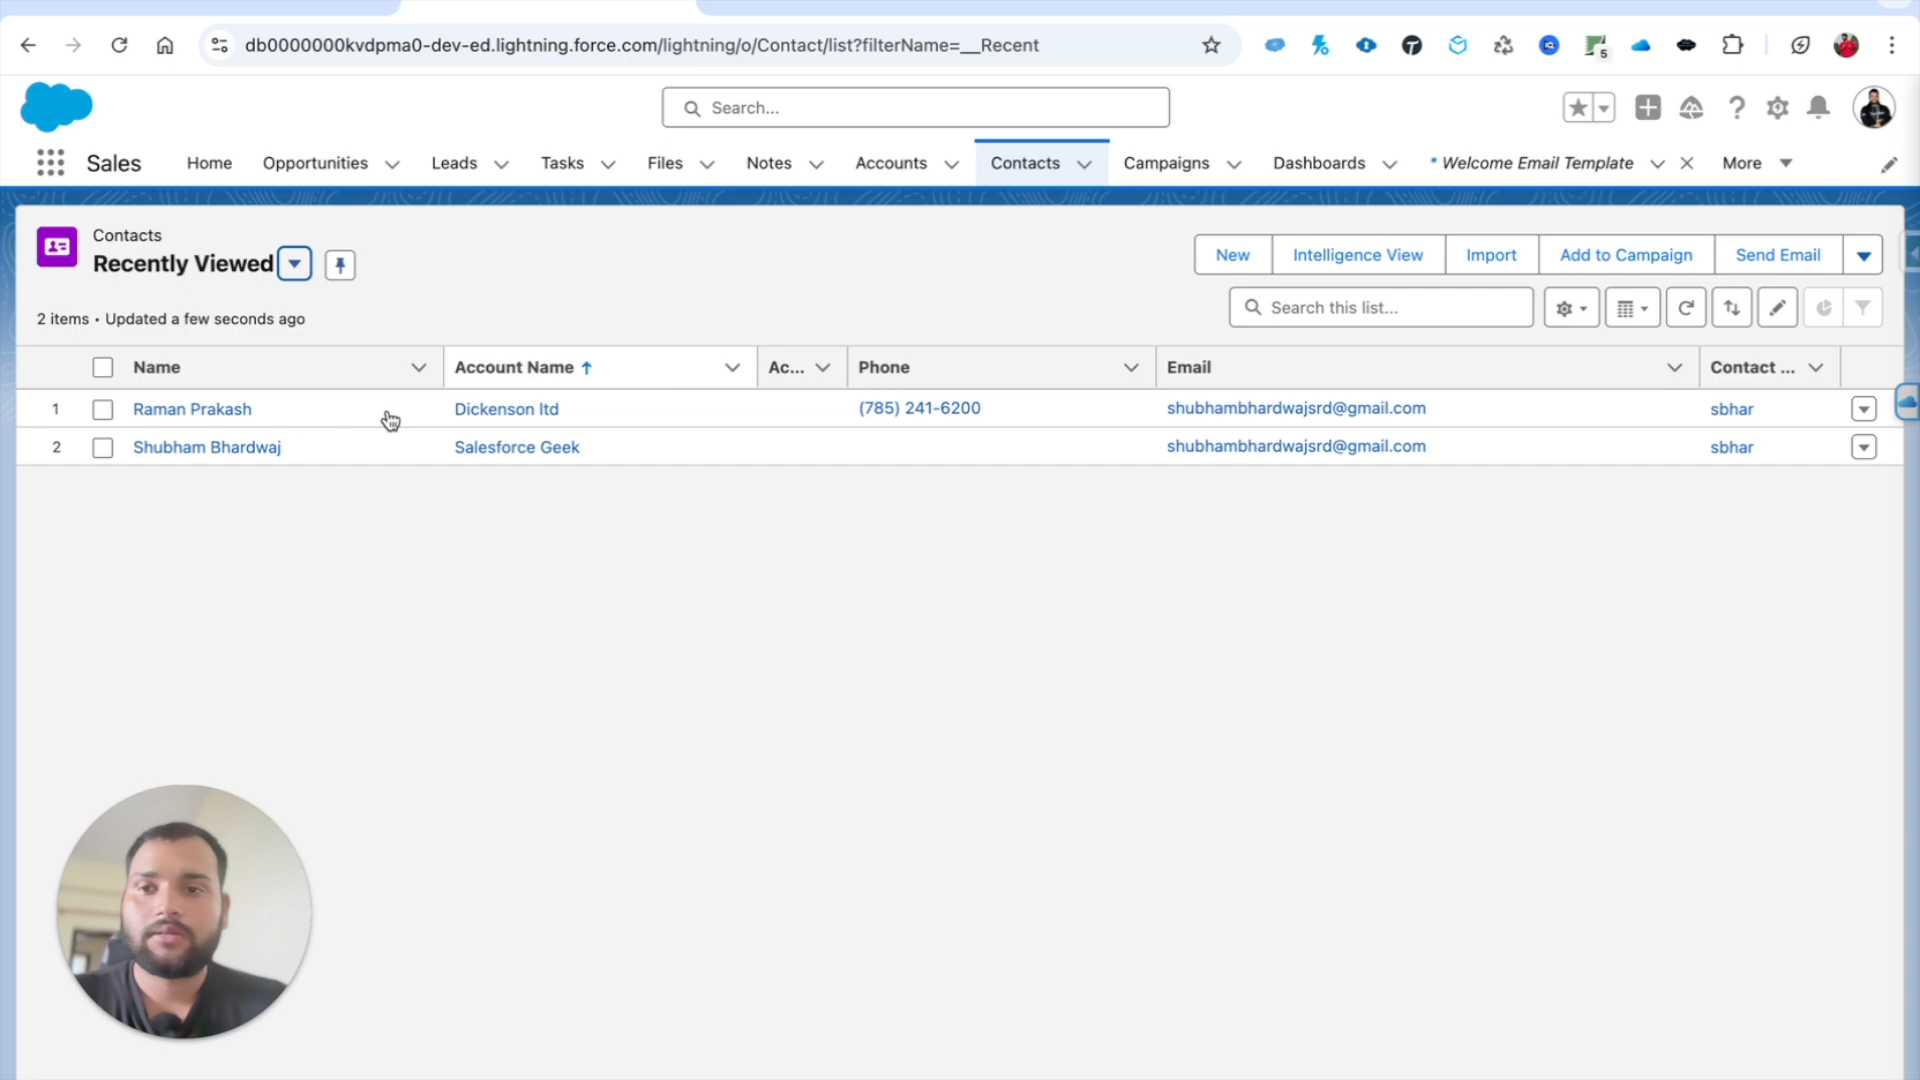 db0000000kvdpma0-dev-ed.lightning.force.com/lightning/o/Contact/list?filterName=__Recent
5
Search...
Sales Home Opportunities Leads Tasks Files Notes Accounts Contacts Campaigns Dashboards * Welcome Email Template More
Contacts
Recently Viewed
New Intelligence View Import Add to Campaign Send Email
2 items • Updated a few seconds ago
Search this list...
Name Account Name Ac... Phone Email Contact ...
1 Raman Prakash Dickenson ltd (785) 241-6200 shubhambhardwajsrd@gmail.com sbhar
2 Shubham Bhardwaj Salesforce Geek shubhambhardwajsrd@gmail.com sbhar